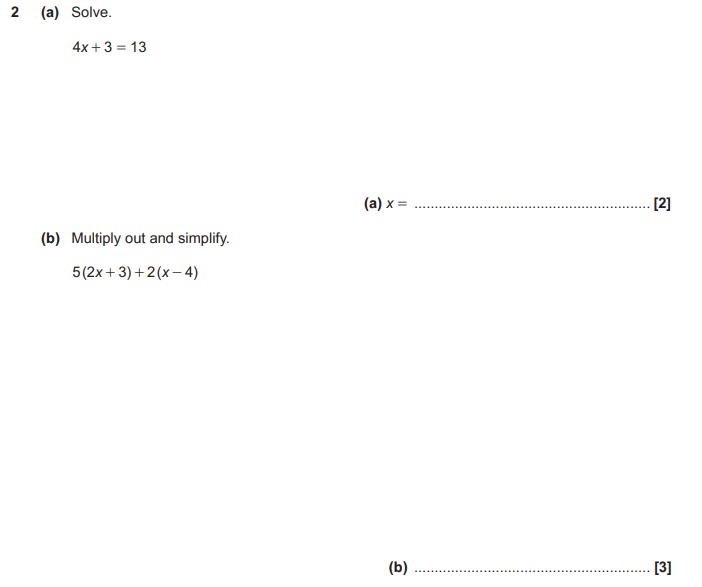 2 (a) Solve.
4x + 3 = 13
(a) x = ............................................................ [2]
(b) Multiply out and simplify.
5(2x + 3) + 2(x − 4)
(b) ............................................................ [3]